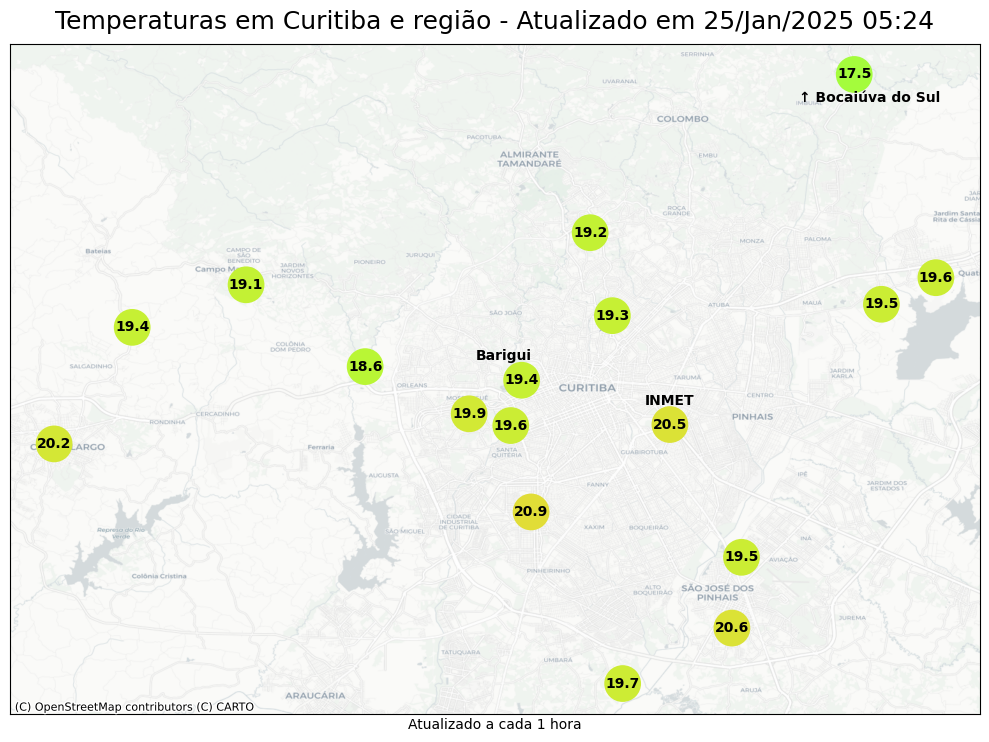 Temperaturas em Curitiba e região - Atualizado em 25/Jan/2025 05:24
SERRINHA
17.5
UVARANAL
↑ Bocaiúva do Sul
COLOMBO
PACOTUBA
ALMIRANTE
TAMANDARÉ
EMBU
ROÇA
GRANDE
Jardim Santa
Rita de Cássia
19.2
MONZA
PALOMA
Bateias
CAMPO DE
SÃO
BENEDITO
JURUQUI
PIONEIRO
Campo M
JARDIM
NOVOS
HORIZONTES
19.1
19.6
Quat
19.5
MAUÁ
ATUBA
SÃO JOÃO
19.3
19.4
COLÔNIA
DOM PEDRO
Barigui
SALGADINHO
18.6
JARDIM
KARLA
TARUMÃ
19.4
CURITIBA
ORLEANS
CENTRO
INMET
19.9
CERCADINHO
RONDINHA
PINHAIS
19.6
20.5
20.2
LARGO
Ferraria
SANTA
QUITÉRIA
GUABIROTUBA
AUGUSTA
IPÊ
FANNY
JARDIM DOS
ESTADOS I
20.9
CIDADE
INDUSTRIAL
DE CURITIBA
XAXIM
BOQUEIRÃO
Represa do Rio
Verde
SÃO MIGUEL
INÁ
19.5
AVIAÇÃO
PINHEIRINHO
Colônia Cristina
ALTO
BOQUEIRÃO
SÃO JOSÉ DOS
PINHAIS
JUREMA
20.6
TATUQUARA
UMBARÁ
19.7
ARUJÁ
ARAUCÁRIA
(C) OpenStreetMap contributors (C) CARTO
Atualizado a cada 1 hora